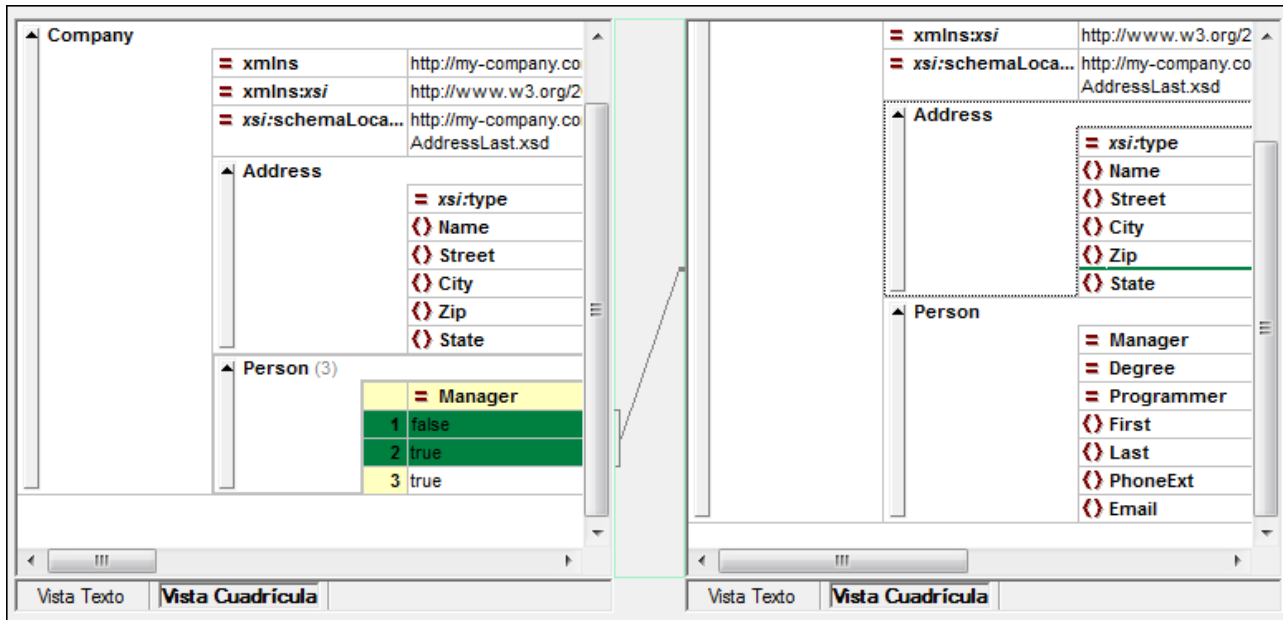 Company
xmlns http://my-company.co
xmlns:xsi http://www.w3.org/2
xsi:schemaLoca... http://my-company.co
AddressLast.xsd
Address
xsi:type
Name
Street
City
Zip
State
Person (3)
Manager
1 false
2 true
3 true
Vista Texto Vista Cuadrícula
xmlns:xsi http://www.w3.org/2
xsi:schemaLoca... http://my-company.co
AddressLast.xsd
Address
xsi:type
Name
Street
City
Zip
State
Person
Manager
Degree
Programmer
First
Last
PhoneExt
Email
Vista Texto Vista Cuadrícula